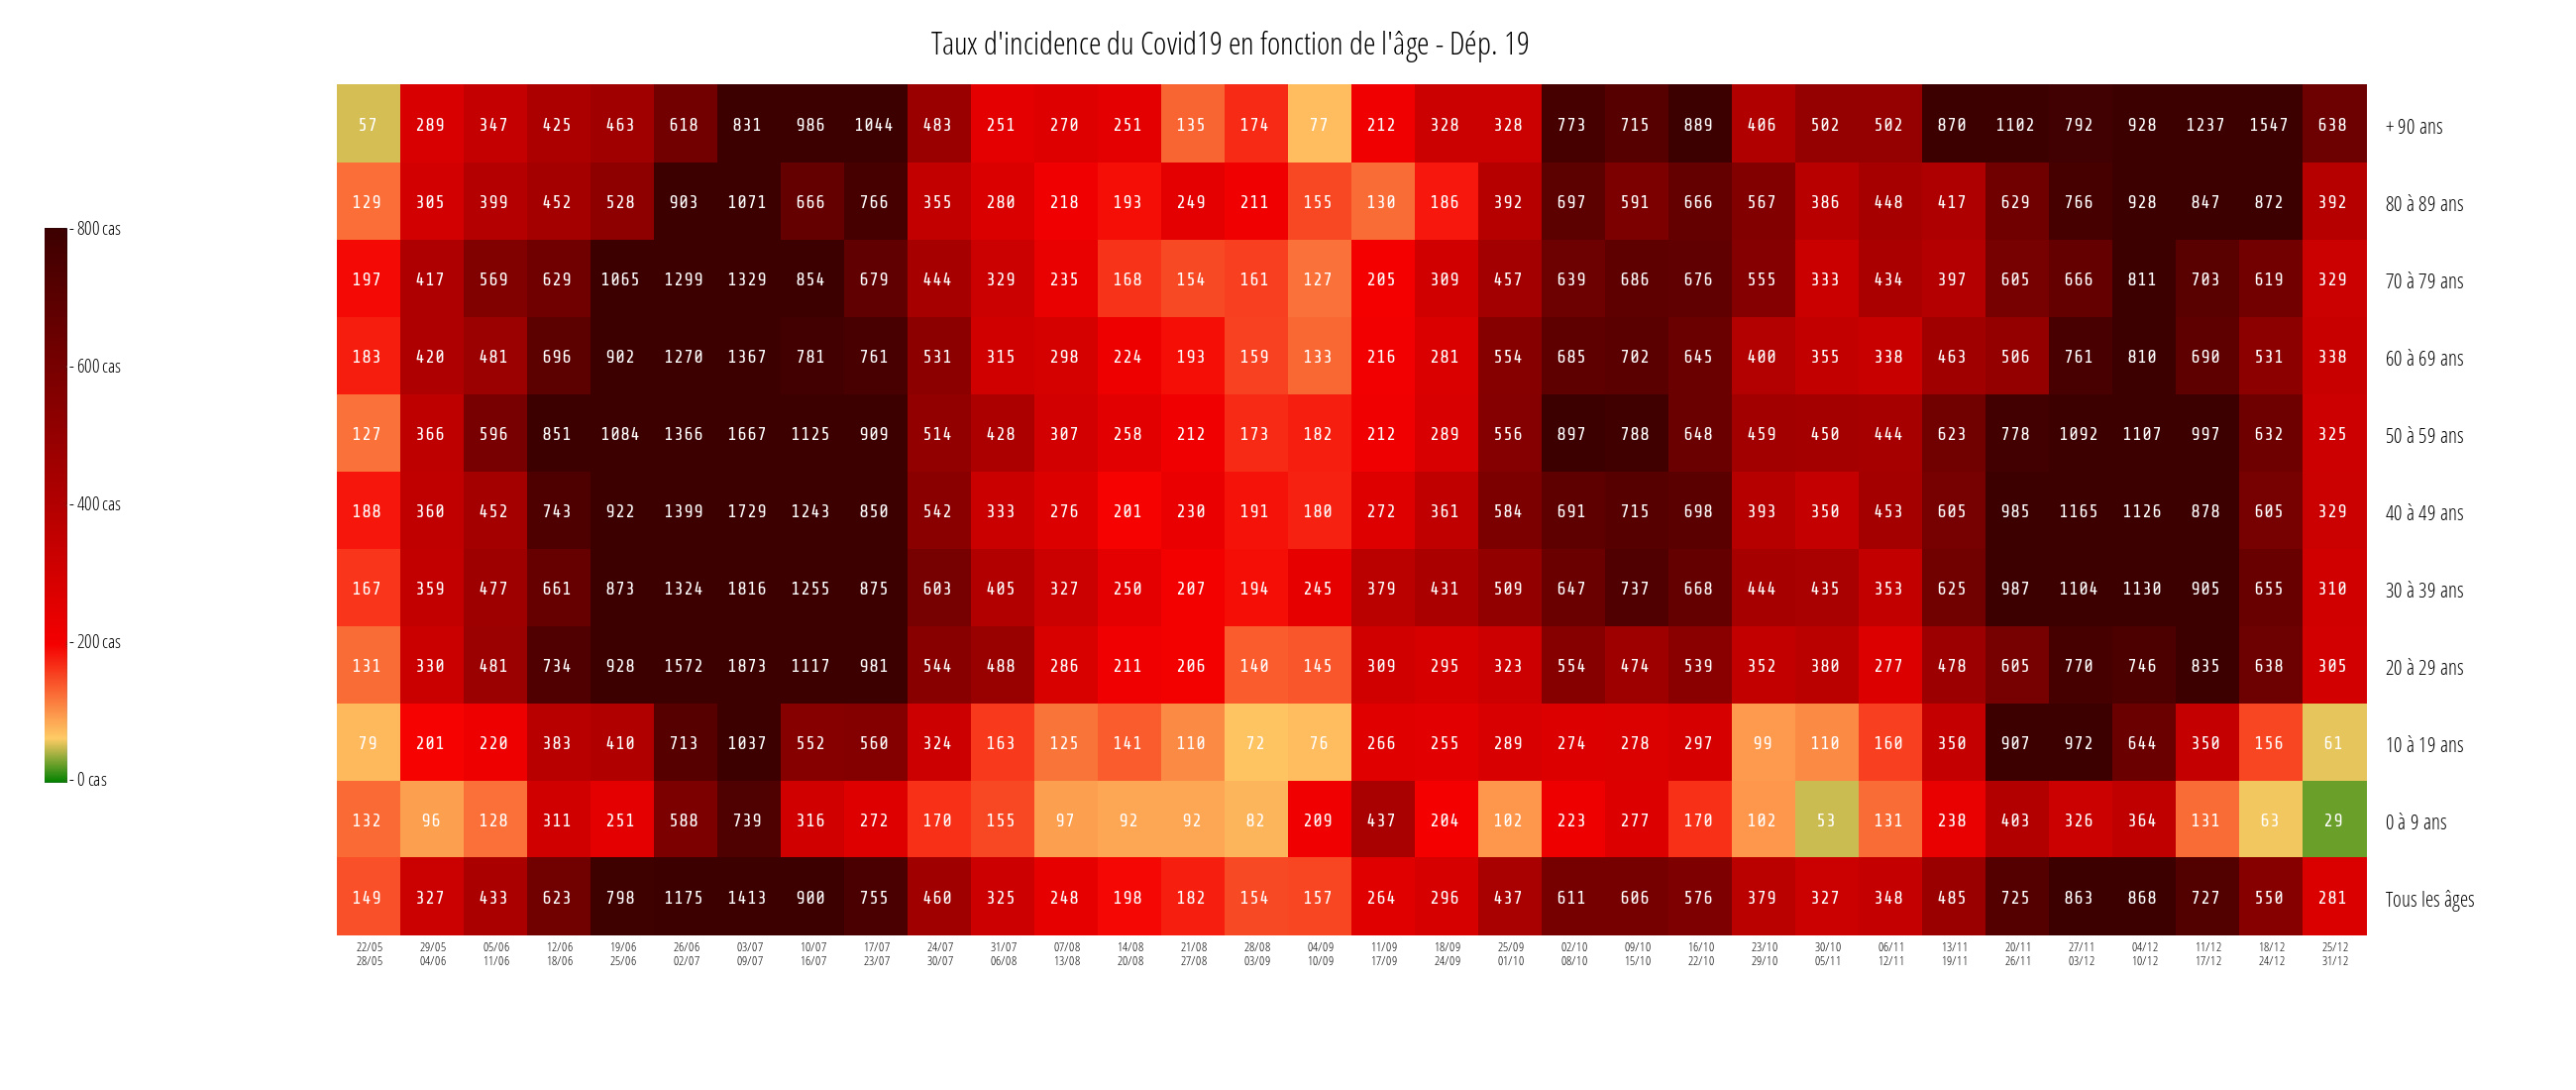 Taux d'incidence du Covid19 en fonction de l'âge - Dép. 19
57 289 347 425 463 618 831 986 1044 483 251 270 251 135 174 77 212 328 328 773 715 889 406 502 502 870 1102 792 928 1237 1547 638 + 90 ans
129 305 399 452 528 903 1071 666 766 355 280 218 193 249 211 155 130 186 392 697 591 666 567 386 448 417 629 766 928 847 872 392 80 à 89 ans
197 417 569 629 1065 1299 1329 854 679 444 329 235 168 154 161 127 205 309 457 639 686 676 555 333 434 397 605 666 811 703 619 329 70 à 79 ans
183 420 481 696 902 1270 1367 781 761 531 315 298 224 193 159 133 216 281 554 685 702 645 400 355 338 463 506 761 810 690 531 338 60 à 69 ans
127 366 596 851 1084 1366 1667 1125 909 514 428 307 258 212 173 182 212 289 556 897 788 648 459 450 444 623 778 1092 1107 997 632 325 50 à 59 ans
188 360 452 743 922 1399 1729 1243 850 542 333 276 201 230 191 180 272 361 584 691 715 698 393 350 453 605 985 1165 1126 878 605 329 40 à 49 ans
167 359 477 661 873 1324 1816 1255 875 603 405 327 250 207 194 245 379 431 509 647 737 668 444 435 353 625 987 1104 1130 905 655 310 30 à 39 ans
131 330 481 734 928 1572 1873 1117 981 544 488 286 211 206 140 145 309 295 323 554 474 539 352 380 277 478 605 770 746 835 638 305 20 à 29 ans
79 201 220 383 410 713 1037 552 560 324 163 125 141 110 72 76 266 255 289 274 278 297 99 110 160 350 907 972 644 350 156 61 10 à 19 ans
132 96 128 311 251 588 739 316 272 170 155 97 92 92 82 209 437 204 102 223 277 170 102 53 131 238 403 326 364 131 63 29 0 à 9 ans
149 327 433 623 798 1175 1413 900 755 460 325 248 198 182 154 157 264 296 437 611 606 576 379 327 348 485 725 863 868 727 550 281 Tous les âges
22/05 29/05 05/06 12/06 19/06 26/06 03/07 10/07 17/07 24/07 31/07 07/08 14/08 21/08 28/08 04/09 11/09 18/09 25/09 02/10 09/10 16/10 23/10 30/10 06/11 13/11 20/11 27/11 04/12 11/12 18/12 25/12
28/05 04/06 11/06 18/06 25/06 02/07 09/07 16/07 23/07 30/07 06/08 13/08 20/08 27/08 03/09 10/09 17/09 24/09 01/10 08/10 15/10 22/10 29/10 05/11 12/11 19/11 26/11 03/12 10/12 17/12 24/12 31/12
- 800 cas
- 600 cas
- 400 cas
- 200 cas
- 0 cas